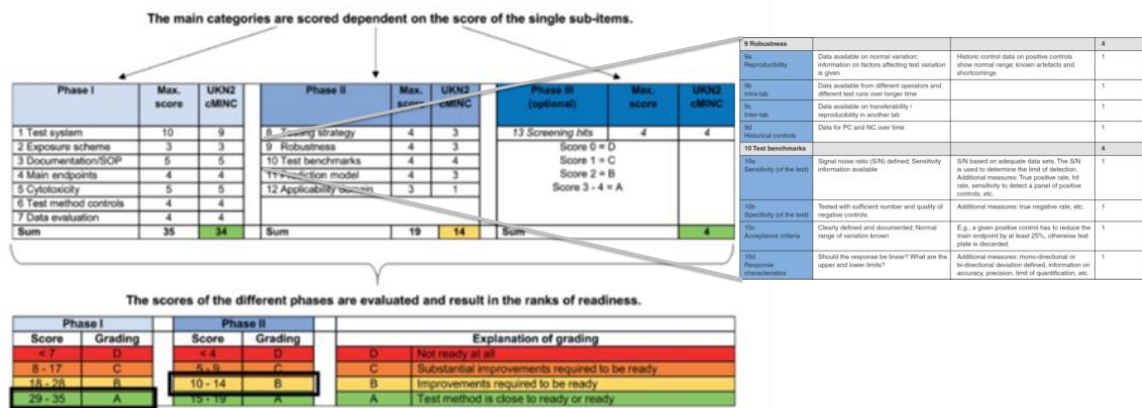 The main categories are scored dependent on the score of the single sub-items.
Phase I Max. score UKN2 cMINC
1 Test system 10 9
2 Exposure scheme 3 3
3 Documentation/SOP 5 5
4 Main endpoints 4 4
5 Cytotoxicity 5 5
6 Test method controls 4 4
7 Data evaluation 4 4
Sum 35 34
Phase II Max. score UKN2 cMINC
8 Testing strategy 4 3
9 Robustness 4 3
10 Test benchmarks 4 4
11 Prediction model 4 3
12 Applicability domain 3 1
Sum 19 14
Phase III (optional) Max. score UKN2 cMINC
13 Screening hits 4 4
Score 0 = D
Score 1 = C
Score 2 = B
Score 3 - 4 = A
Sum 4
9 Robustness 4
9a Reproducibility Data available on normal variation; information on factors affecting test variation is given Historic control data on positive controls show normal range; known artefacts and shortcomings 1
9b Intra-lab Data available from different operators and different test runs over longer time 1
9c Inter-lab Data available on transferability / reproducibility in another lab 1
9d Historical controls Data for PC and NC over time 1
10 Test benchmarks 4
10a Sensitivity (of the test) Signal noise ratio (S/N) defined; Sensitivity information available S/N based on adequate data sets. The S/N is used to determine the limit of detection. Additional measures: True positive rate, hit rate, sensitivity to detect a panel of positive controls, etc. 1
10b Specificity (of the test) Tested with sufficient number and quality of negative controls Additional measures: true negative rate, etc. 1
10c Acceptance criteria Clearly defined and documented; Normal range of variation known E.g., a given positive control has to reduce the main endpoint by at least 25%, otherwise test plate is discarded. 1
10d Response characteristics Should the response be linear? What are the upper and lower limits? Additional measures: mono-directional or bi-directional deviation defined, information on accuracy, precision, limit of quantification, etc. 1
The scores of the different phases are evaluated and result in the ranks of readiness.
Phase I Phase II
Score Grading Score Grading Explanation of grading
< 7 D < 4 D D Not ready at all
8 - 17 C 5 - 9 C C Substantial improvements required to be ready
18 - 28 B 10 - 14 B B Improvements required to be ready
29 - 35 A 15 - 19 A A Test method is close to ready or ready